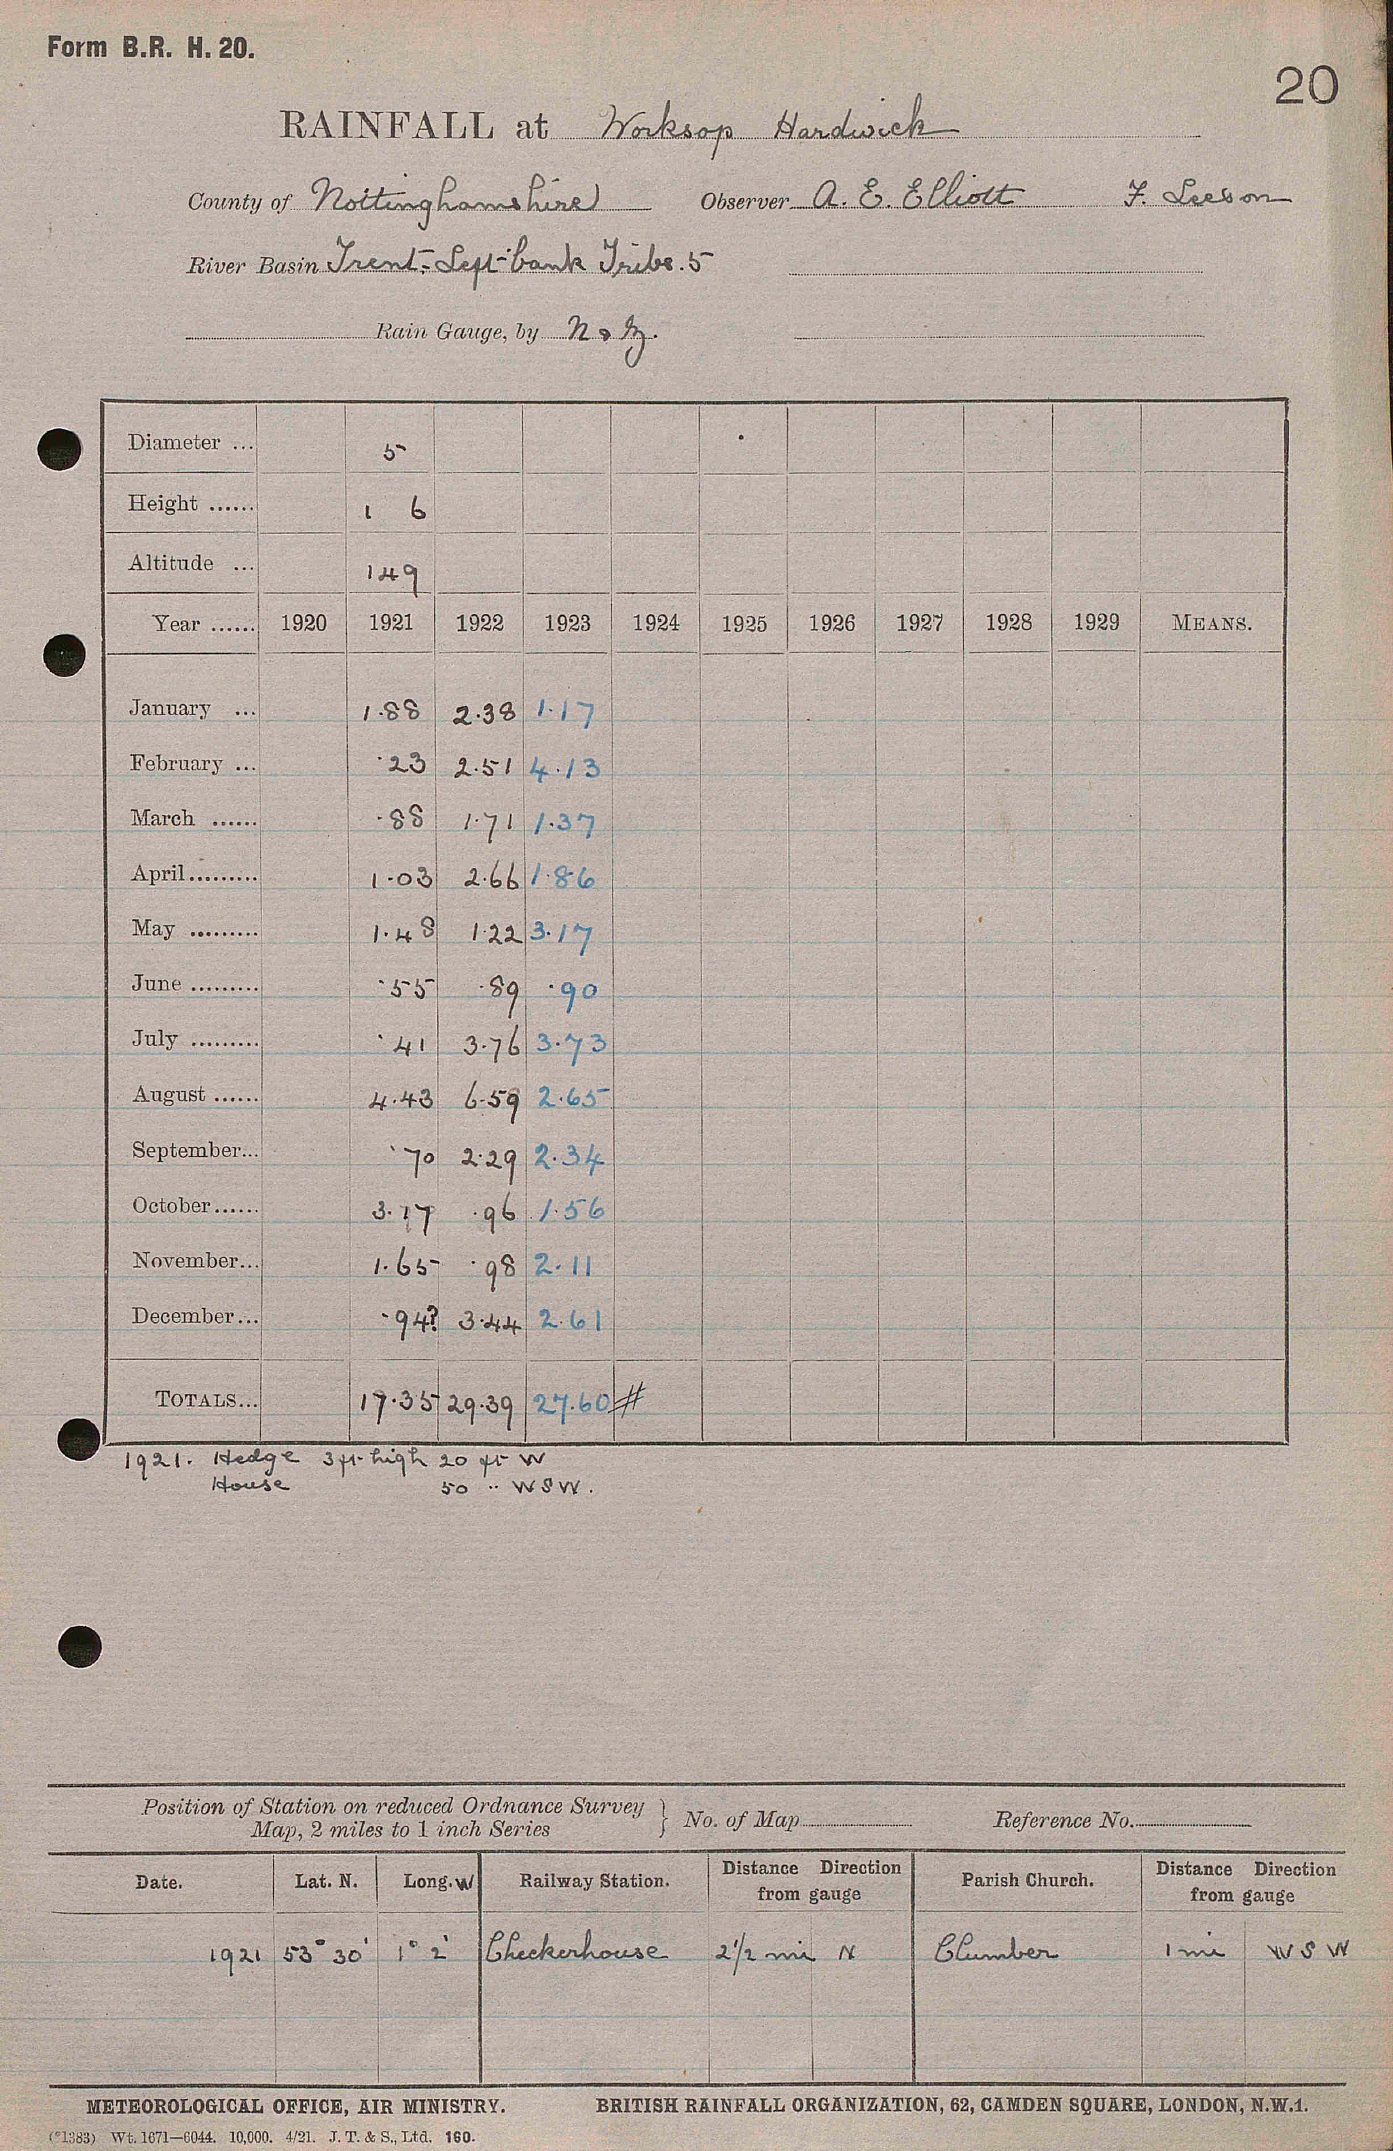 Form B.R. H. 20.
20
RAINFALL at Worksop Hardwick
County of Nottinghamshire Observer A. E. Elliott F. Leeson
River Basin Trent-Left-bank Tribs. 5
Rain Gauge, by N & Z.
Diameter ... 5
Height ...... 1 6
Altitude ... 149
Year ...... 1920 1921 1922 1923 1924 1925 1926 1927 1928 1929 MEANS.
January ... 1.88 2.38 1.17
February ... .23 2.51 4.13
March ...... .88 1.71 1.37
April......... 1.03 2.66 1.86
May ......... 1.48 1.22 3.17
June ......... .55 .89 .90
July ......... .41 3.76 3.73
August ...... 4.43 6.59 2.65
September... .70 2.29 2.34
October...... 3.17 .96 1.56
November... 1.65 .98 2.11
December... .94? 3.44 2.61
TOTALS... 17.35 29.39 27.60 #
1921. Hedge 3 ft high 20 ft W
House 50 " WSW.
Position of Station on reduced Ordnance Survey
Map, 2 miles to 1 inch Series } No. of Map Reference No.
Date. Lat. N. Long. W Railway Station. Distance Direction from gauge Parish Church. Distance Direction from gauge
1921 53° 30' 1° 2' Checkerhouse 2 1/2 mi N Clumber 1 mi WSW
METEOROLOGICAL OFFICE, AIR MINISTRY. BRITISH RAINFALL ORGANIZATION, 62, CAMDEN SQUARE, LONDON, N.W.1.
(*1383) Wt. 1671—6044. 10,000. 4/21. J. T. & S., Ltd. 160.